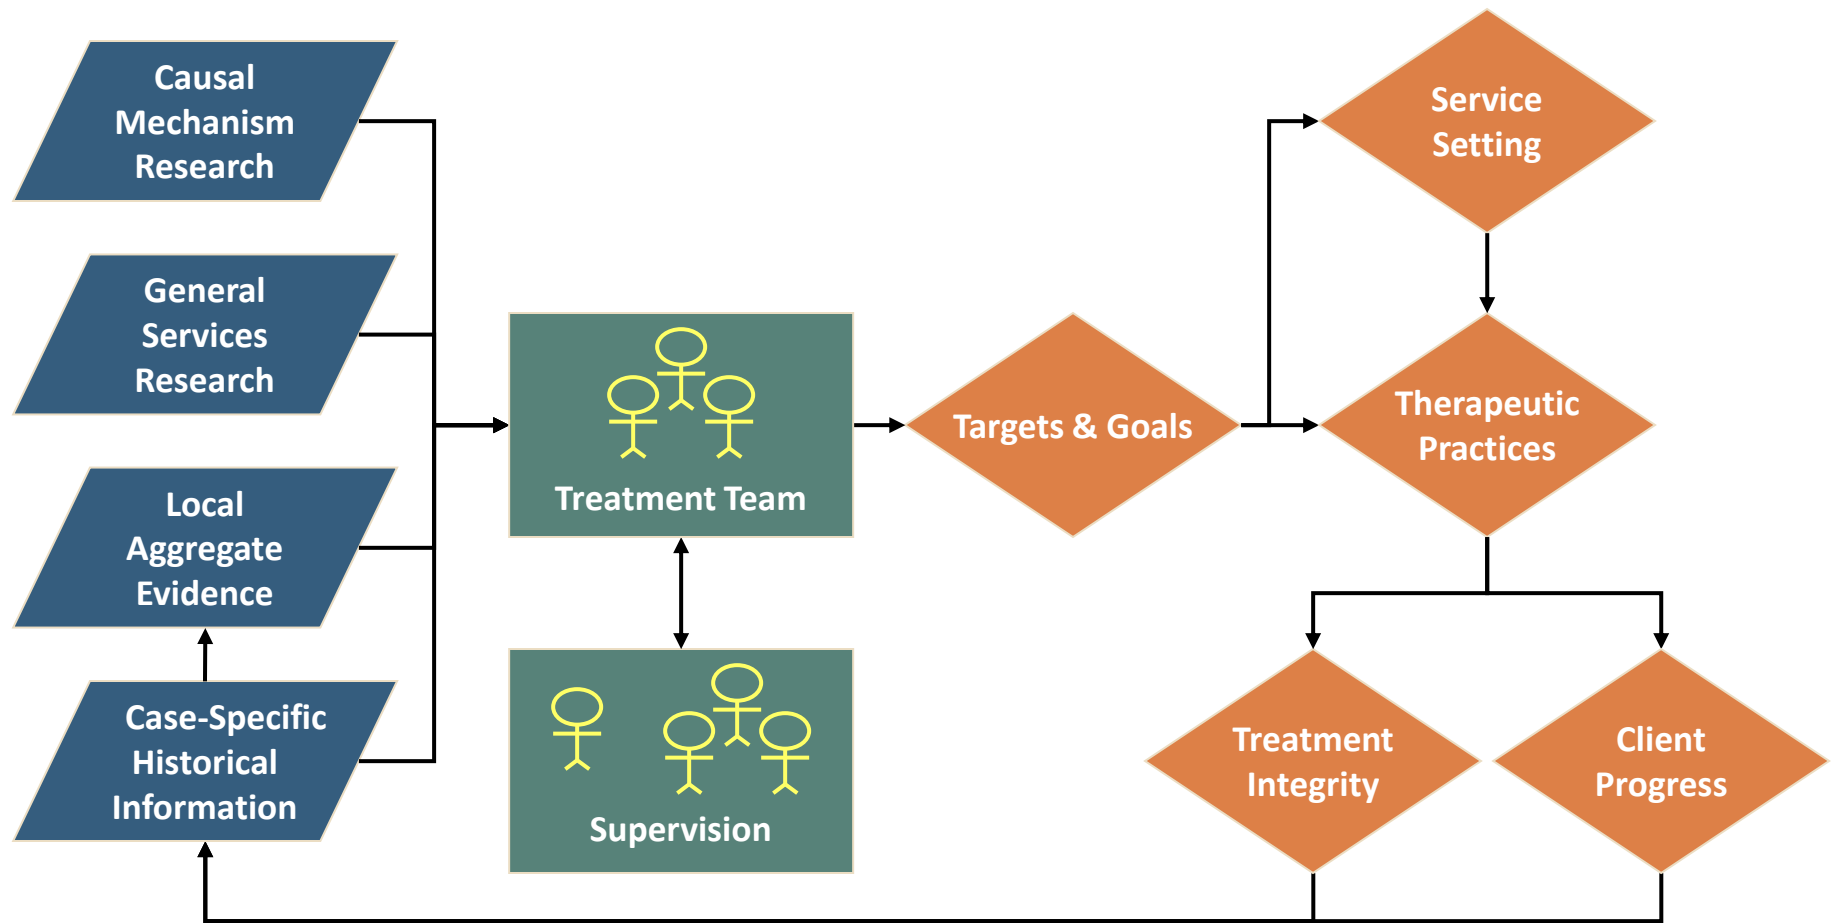 Causal
Mechanism
Research
General
Services
Research
Local
Aggregate
Evidence
Case-Specific
Historical
Information
Treatment Team
Supervision
Targets & Goals
Service
Setting
Therapeutic
Practices
Treatment
Integrity
Client
Progress